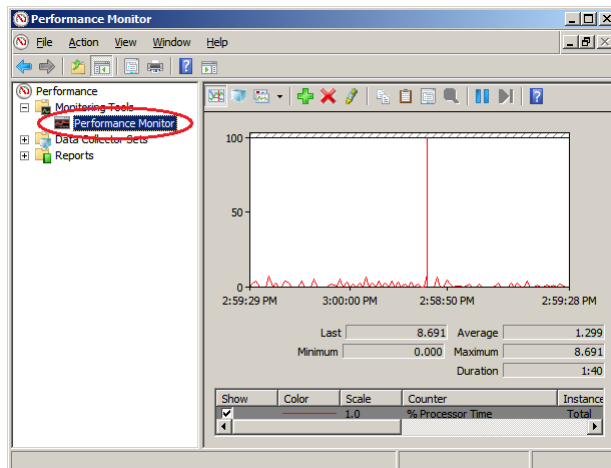 Performance Monitor
File Action View Window Help
Performance
Monitoring Tools
Performance Monitor
Data Collector Sets
Reports
100
50
0
2:59:29 PM 3:00:00 PM 2:58:50 PM 2:59:28 PM
Last 8.691 Average 1.299
Minimum 0.000 Maximum 8.691
Duration 1:40
Show Color Scale Counter Instance
1.0 % Processor Time Total